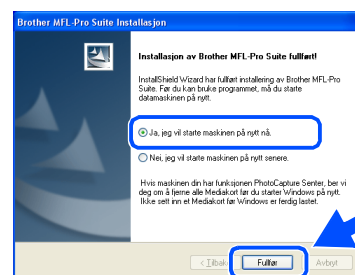 Brother MFL-Pro Suite Installasjon
Installasjon av Brother MFL-Pro Suite fullført!
InstallShield Wizard har fullført installering av Brother MFL-Pro
Suite. Før du kan bruke programmet, må du starte
datamaskinen på nytt.
Ja, jeg vil starte maskinen på nytt nå.
Nei, jeg vil starte maskinen på nytt senere.
Hvis maskinen din har funksjonen PhotoCapture Senter, ber vi
deg om å fjerne alle Mediakort før du starter Windows på nytt.
Ikke sett inn et Mediakort før Windows er ferdig lastet.
< Tilbake Fullfør Avbryt